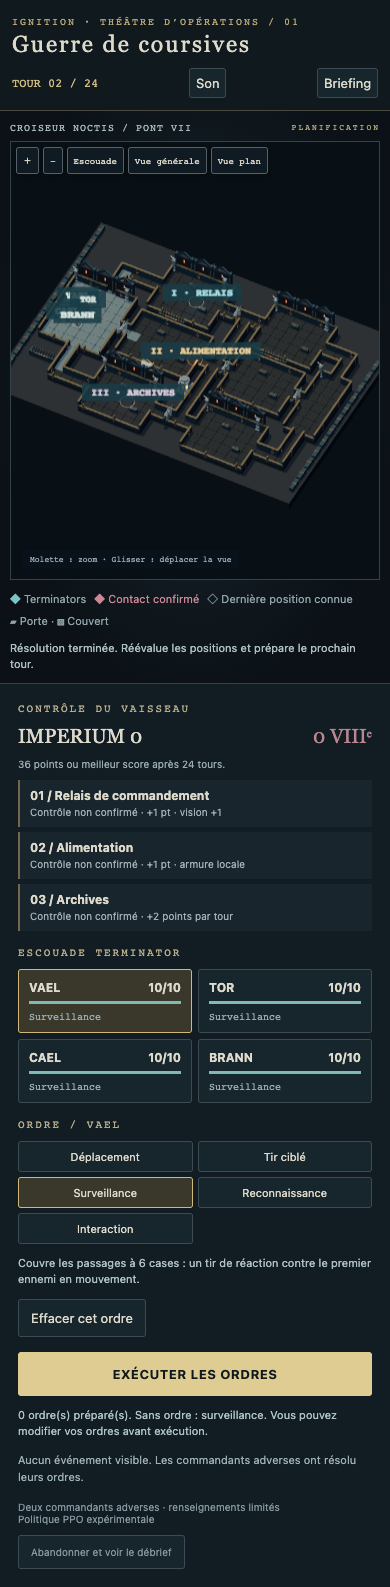 IGNITION · THÉÂTRE D'OPÉRATIONS / 01
Guerre de coursives
TOUR 02 / 24
Son
Briefing
CROISEUR NOCTIS / PONT VII
PLANIFICATION
+
−
Escouade
Vue générale
Vue plan
TOR
BRANN
I · RELAIS
II · ALIMENTATION
III · ARCHIVES
Molette : zoom · Glisser : déplacer la vue
Terminators
Contact confirmé
Dernière position connue
Porte · Couvert
Résolution terminée. Réévalue les positions et prépare le prochain
tour.
CONTRÔLE DU VAISSEAU
IMPERIUM 0
0 VIIIᵉ
36 points ou meilleur score après 24 tours.
01 / Relais de commandement
Contrôle non confirmé · +1 pt · vision +1
02 / Alimentation
Contrôle non confirmé · +1 pt · armure locale
03 / Archives
Contrôle non confirmé · +2 points par tour
ESCOUADE TERMINATOR
VAEL 10/10
Surveillance
TOR 10/10
Surveillance
CAEL 10/10
Surveillance
BRANN 10/10
Surveillance
ORDRE / VAEL
Déplacement
Tir ciblé
Surveillance
Reconnaissance
Interaction
Couvre les passages à 6 cases : un tir de réaction contre le premier
ennemi en mouvement.
Effacer cet ordre
EXÉCUTER LES ORDRES
0 ordre(s) préparé(s). Sans ordre : surveillance. Vous pouvez
modifier vos ordres avant exécution.
Aucun événement visible. Les commandants adverses ont résolu
leurs ordres.
Deux commandants adverses · renseignements limités
Politique PPO expérimentale
Abandonner et voir le débrief